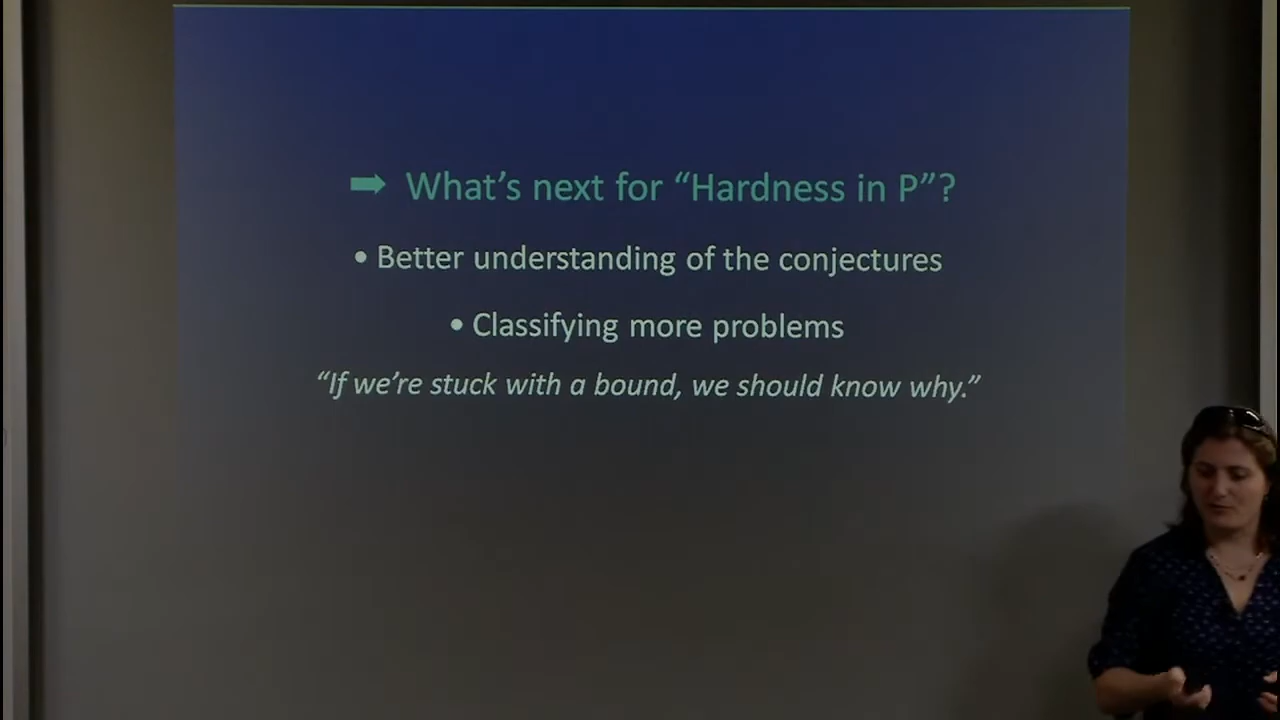 ➡ What's next for “Hardness in P”?
• Better understanding of the conjectures
• Classifying more problems
“If we're stuck with a bound, we should know why.”